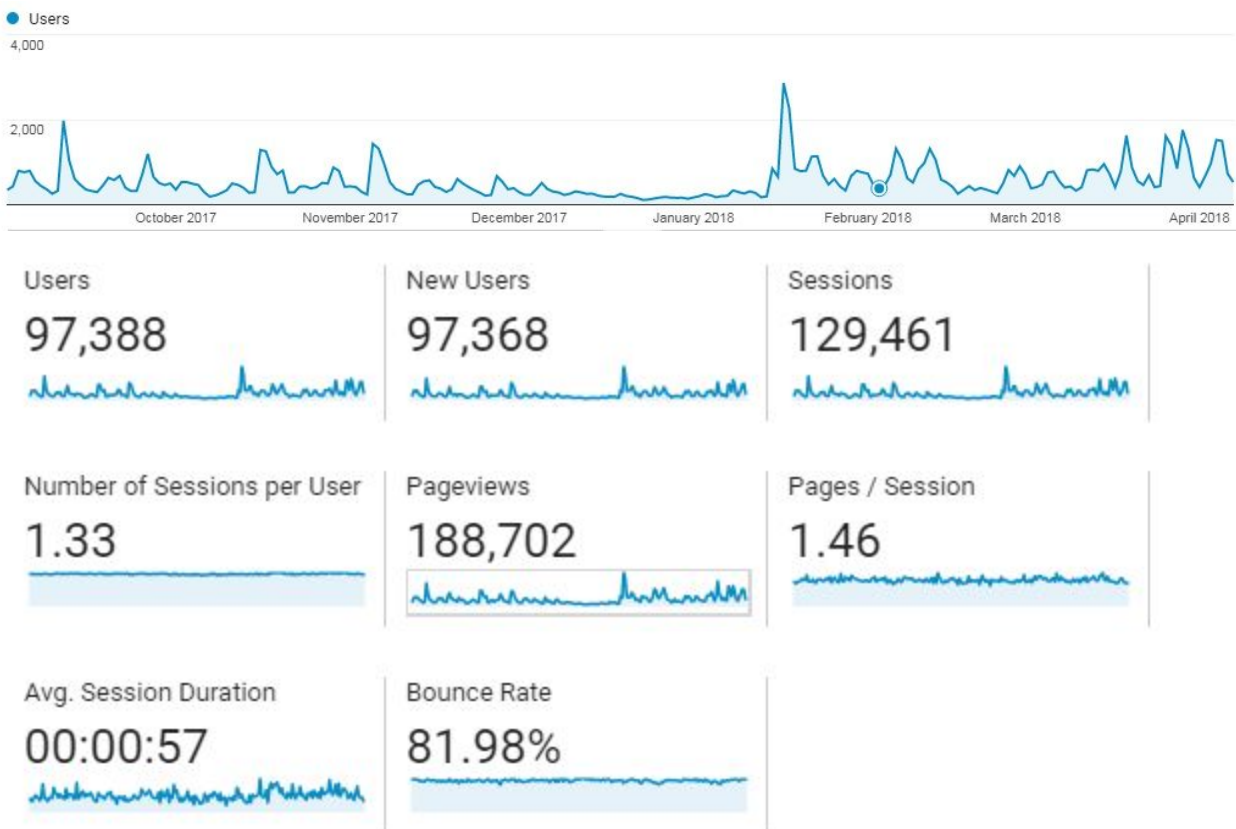 Users
4,000
2,000
October 2017 November 2017 December 2017 January 2018 February 2018 March 2018 April 2018
Users New Users Sessions
97,388 97,368 129,461
Number of Sessions per User Pageviews Pages / Session
1.33 188,702 1.46
Avg. Session Duration Bounce Rate
00:00:57 81.98%